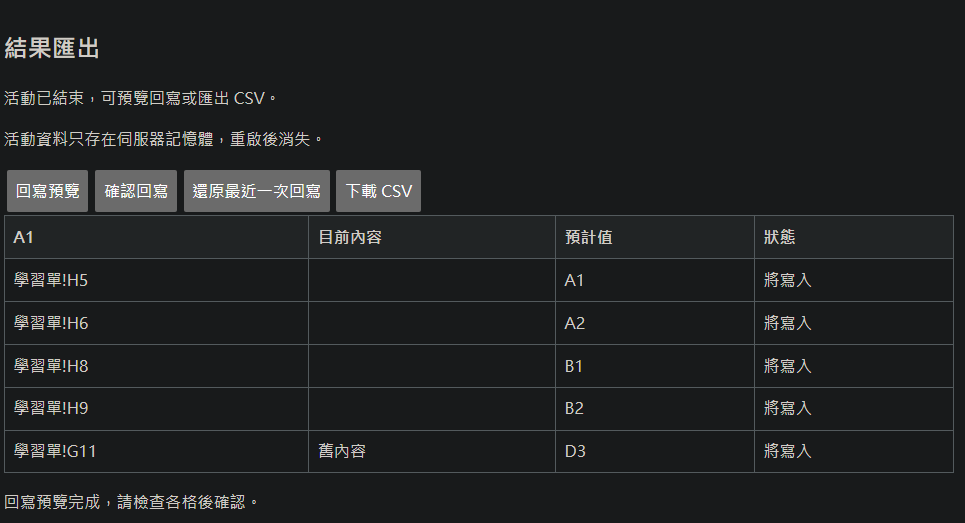 結果匯出
活動已結束，可預覽回寫或匯出 CSV。
活動資料只存在伺服器記憶體，重啟後消失。
回寫預覽 確認回寫 還原最近一次回寫 下載 CSV
A1 目前內容 預計值 狀態
學習單!H5 A1 將寫入
學習單!H6 A2 將寫入
學習單!H8 B1 將寫入
學習單!H9 B2 將寫入
學習單!G11 舊內容 D3 將寫入
回寫預覽完成，請檢查各格後確認。